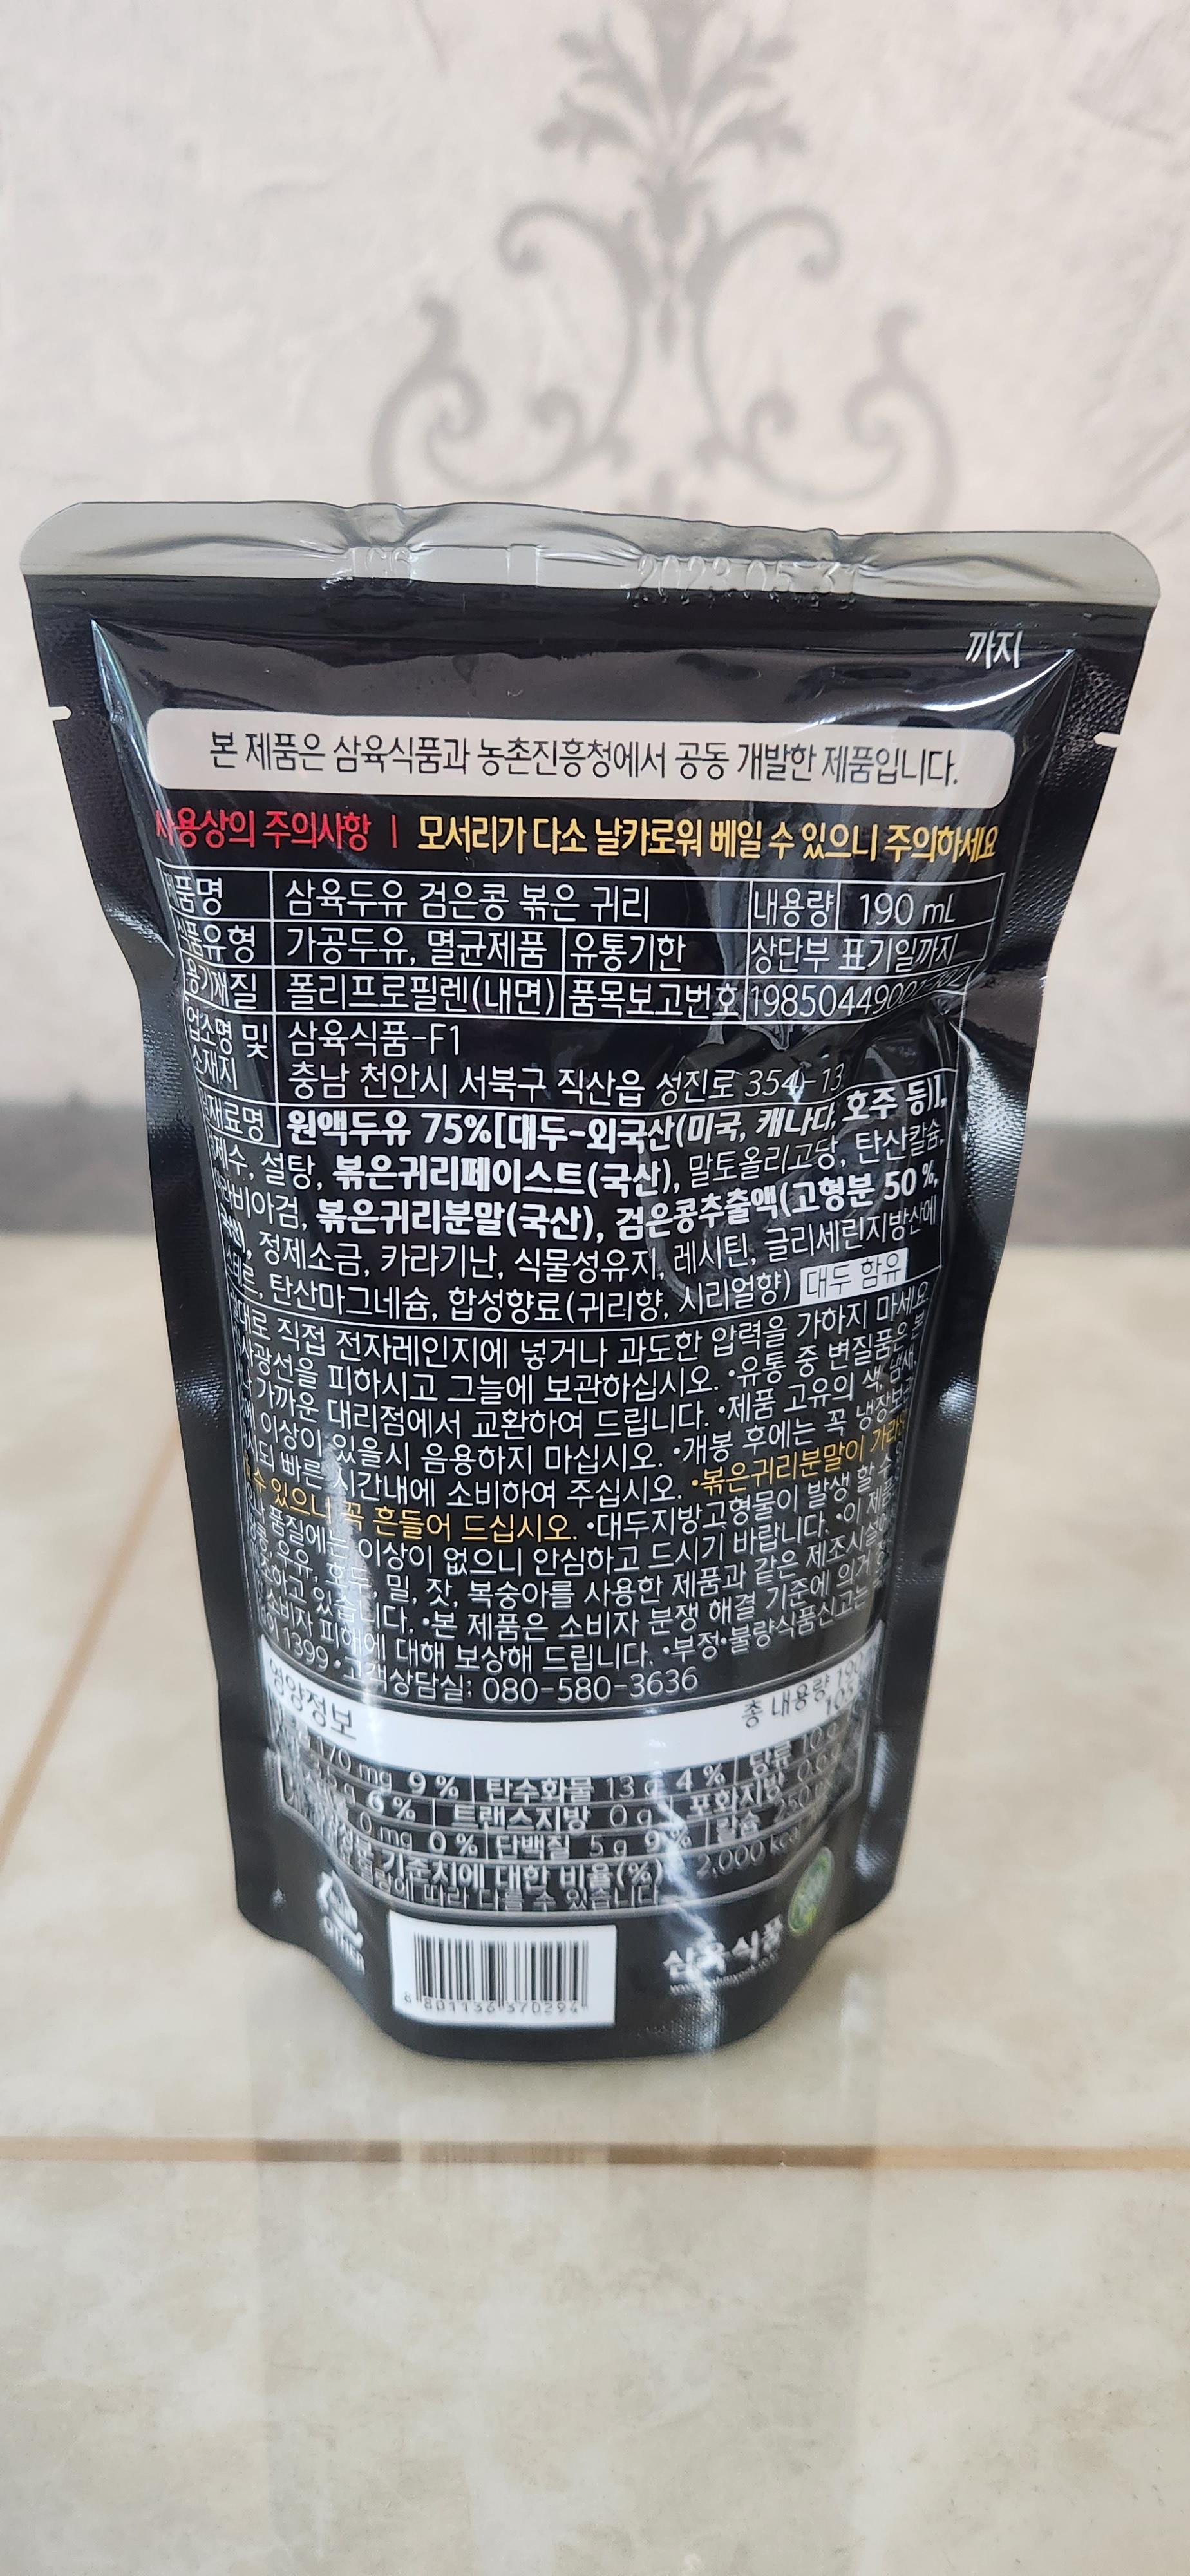 2023.05.31
까지
본 제품은 삼육식품과 농촌진흥청에서 공동 개발한 제품입니다.
사용상의 주의사항 | 모서리가 다소 날카로워 베일 수 있으니 주의하세요
제품명 삼육두유 검은콩 볶은 귀리 내용량 190 mL
식품유형 가공두유, 멸균제품 유통기한 상단부 표기일까지
용기재질 폴리프로필렌(내면) 품목보고번호
업소명 및 소재지 삼육식품-F1
충남 천안시 서북구 직산읍 성진로 354-13
원재료명 원액두유 75%[대두-외국산(미국, 캐나다, 호주 등)],
정제수, 설탕, 볶은귀리페이스트(국산), 말토올리고당, 탄산칼슘,
아라비아검, 볶은귀리분말(국산), 검은콩추출액(고형분 50 %,
국산), 정제소금, 카라기난, 식물성유지, 레시틴, 글리세린지방산에
스테르, 탄산마그네슘, 합성향료(귀리향, 시리얼향) 대두 함유
직접 전자레인지에 넣거나 과도한 압력을 가하지 마세요
피하시고 그늘에 보관하십시오. •유통 중 변질품은 본
가까운 대리점에서 교환하여 드립니다. •제품 고유의 색, 냄새,
이상이 있을시 음용하지 마십시오. •개봉 후에는 꼭 냉장보관
빠른 시간내에 소비하여 주십시오. •볶은귀리분말이
수 있으니 꼭 흔들어 드십시오. •대두지방고형물이 발생 할 수
품질에는 이상이 없으니 안심하고 드시기 바랍니다. •이 제품
우유, 호두, 밀, 잣, 복숭아를 사용한 제품과 같은 제조시설
있습니다. •본 제품은 소비자 분쟁 해결 기준에 의거
소비자 피해에 대해 보상해 드립니다. •부정•불량식품신고는
1399 •고객상담실: 080-580-3636
영양정보 총 내용량
170 mg 9 % 탄수화물 13 g 4 % 당류
6 % 트랜스지방 0 g 포화지방
0 mg 0 % 단백질 5 g 9 % 칼슘
기준치에 대한 비율(%) 2,000 kcal
따라 다를 수 있습니다
삼육식품
8 801136 370294